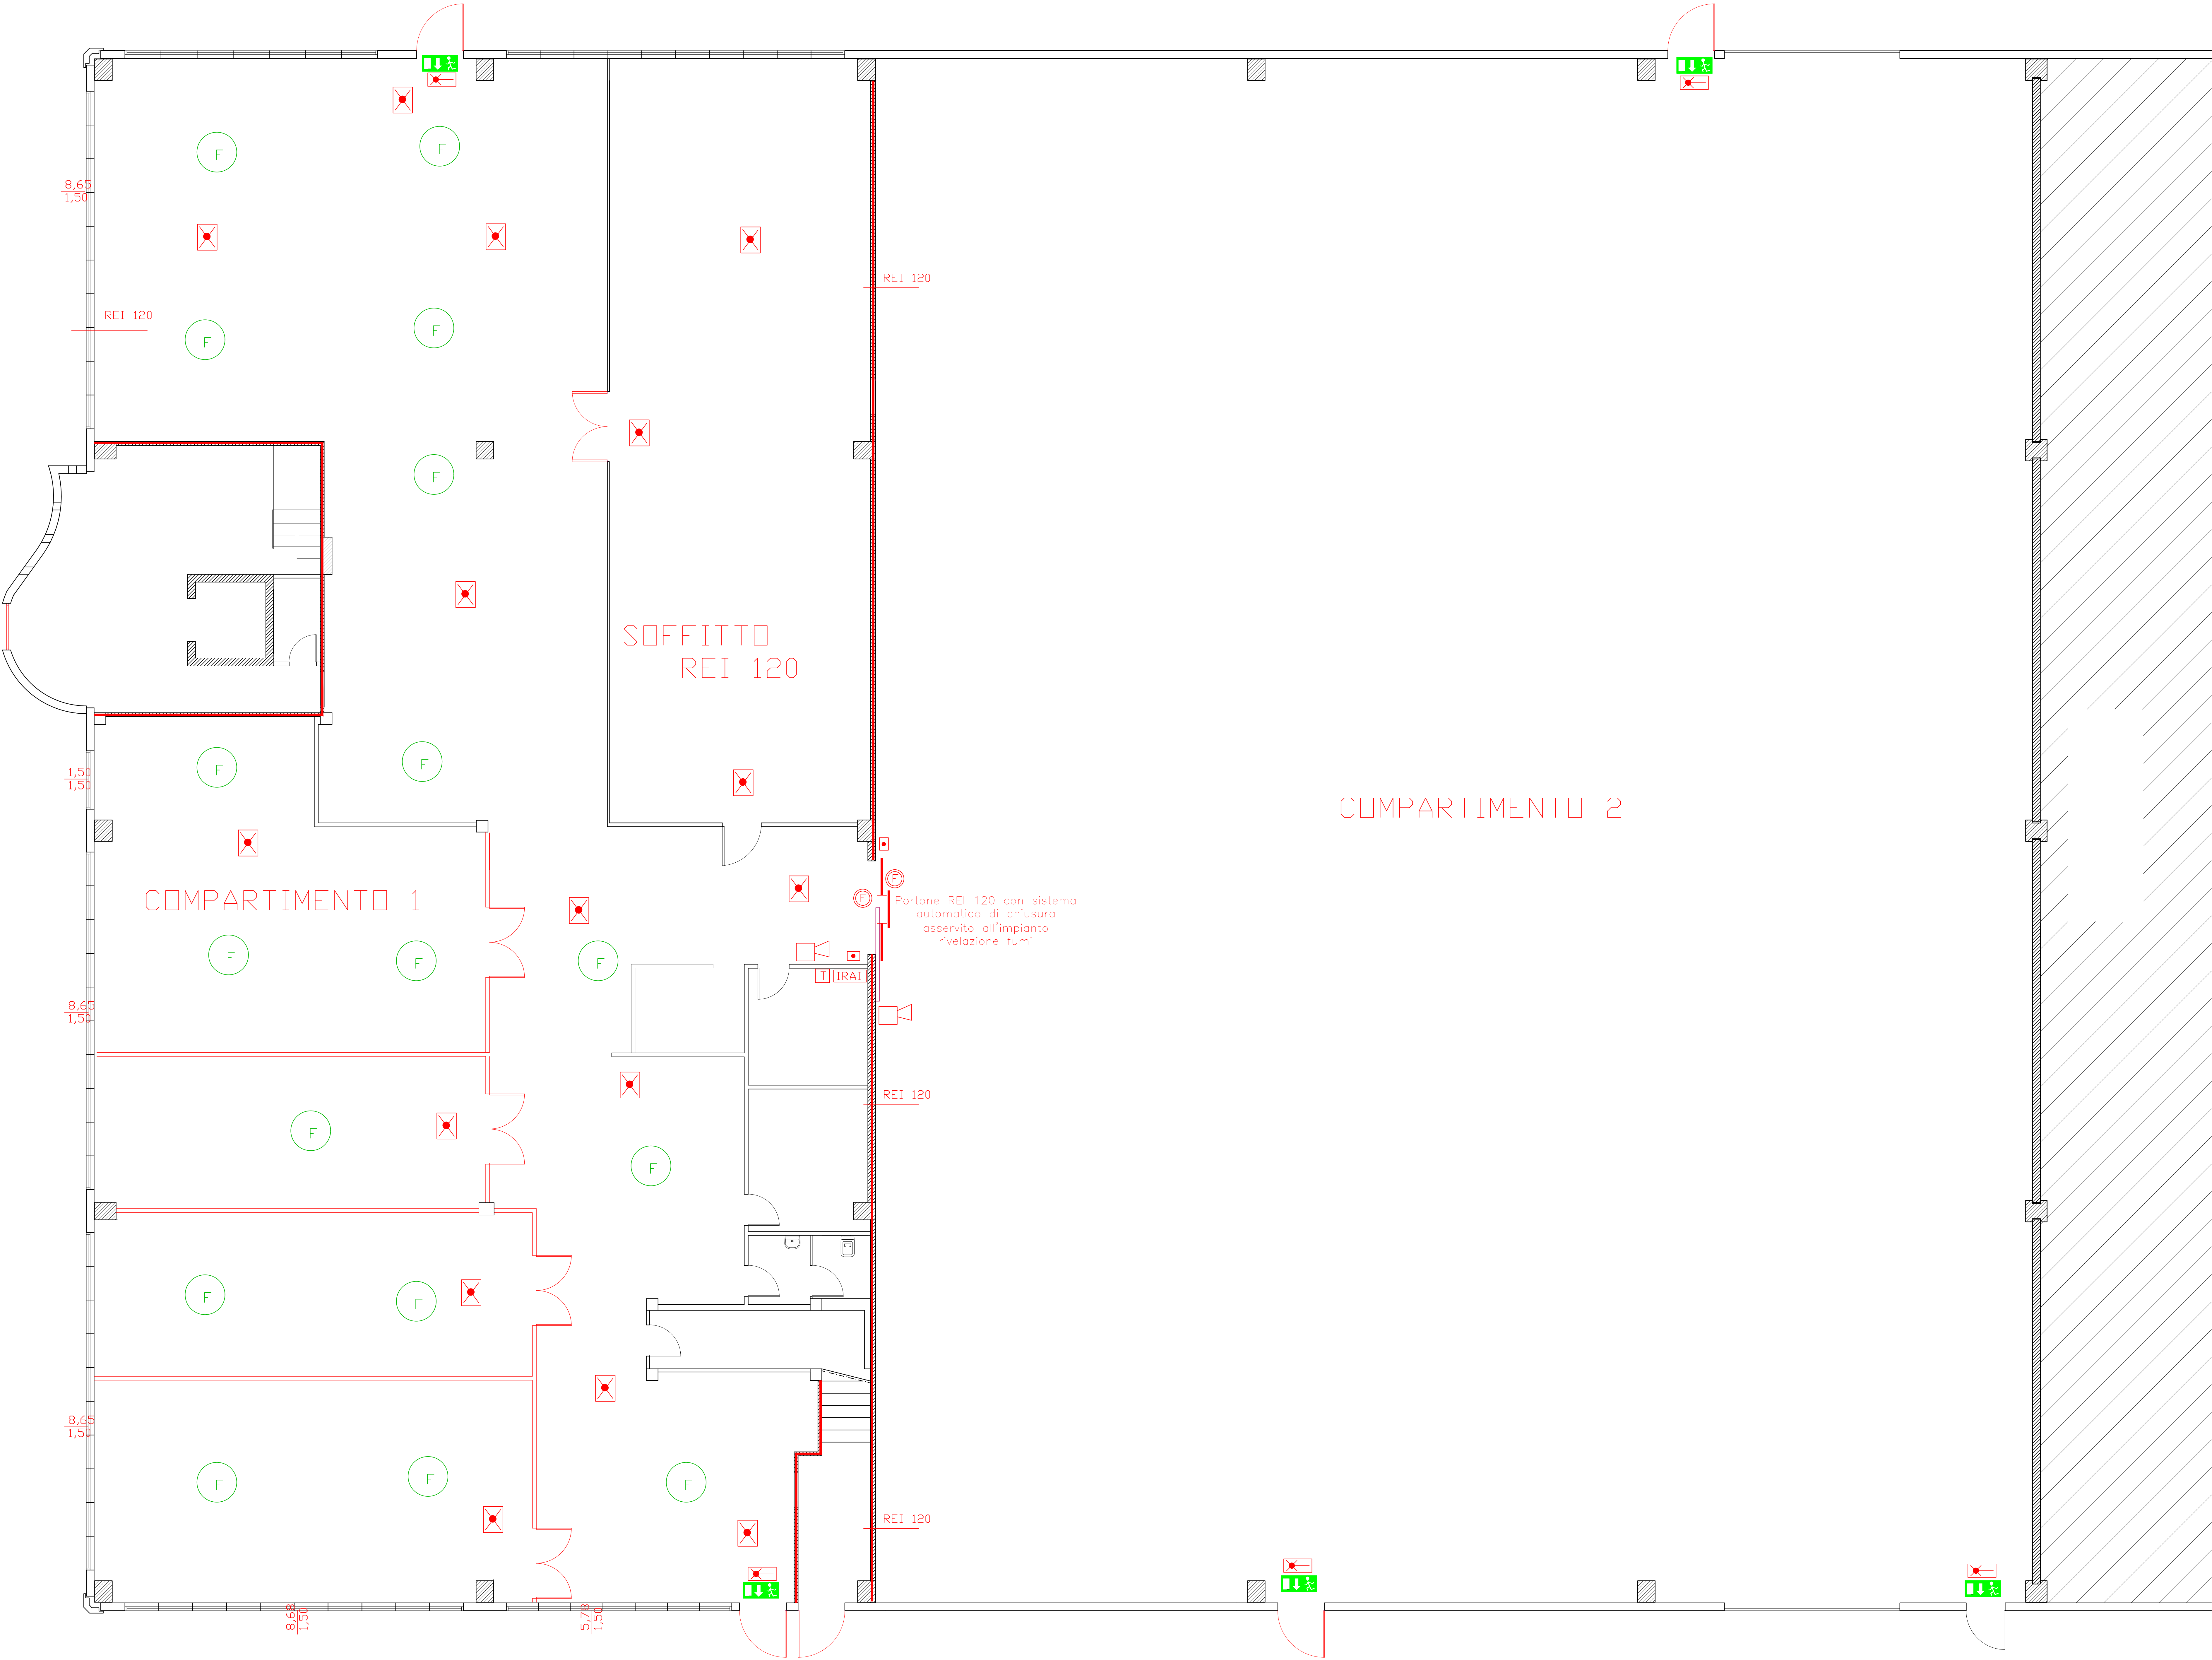 F
F
8,65
1,50
REI 120
REI 120
F
F
F
SOFFITTO
REI 120
F
F
1,50
1,50
COMPARTIMENTO 2
COMPARTIMENTO 1
F
F
Portone REI 120 con sistema
automatico di chiusura
asservito all'impianto
rivelazione fumi
F
F
F
T IRAI
8,65
1,50
REI 120
F
F
F
F
8,65
1,50
F
F
F
REI 120
8,68
1,50
5,78
1,50